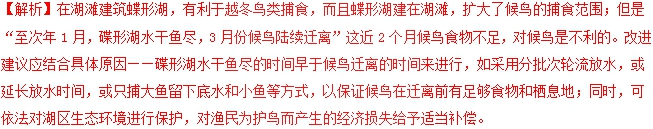 【解析】在湖滩建筑蝶形湖，有利于越冬鸟类捕食，而且蝶形湖建在湖滩，扩大了候鸟的捕食范围；但是
“至次年 1 月，碟形湖水干鱼尽，3 月份候鸟陆续迁离”这近 2 个月候鸟食物不足，对候鸟是不利的。改进
建议应结合具体原因——碟形湖水干鱼尽的时间早于候鸟迁离的时间来进行，如采用分批次轮流放水，或
延长放水时间，或只捕大鱼留下底水和小鱼等方式，以保证候鸟在迁离前有足够食物和栖息地；同时，可
依法对湖区生态环境进行保护，对渔民为护鸟而产生的经济损失给予适当补偿。